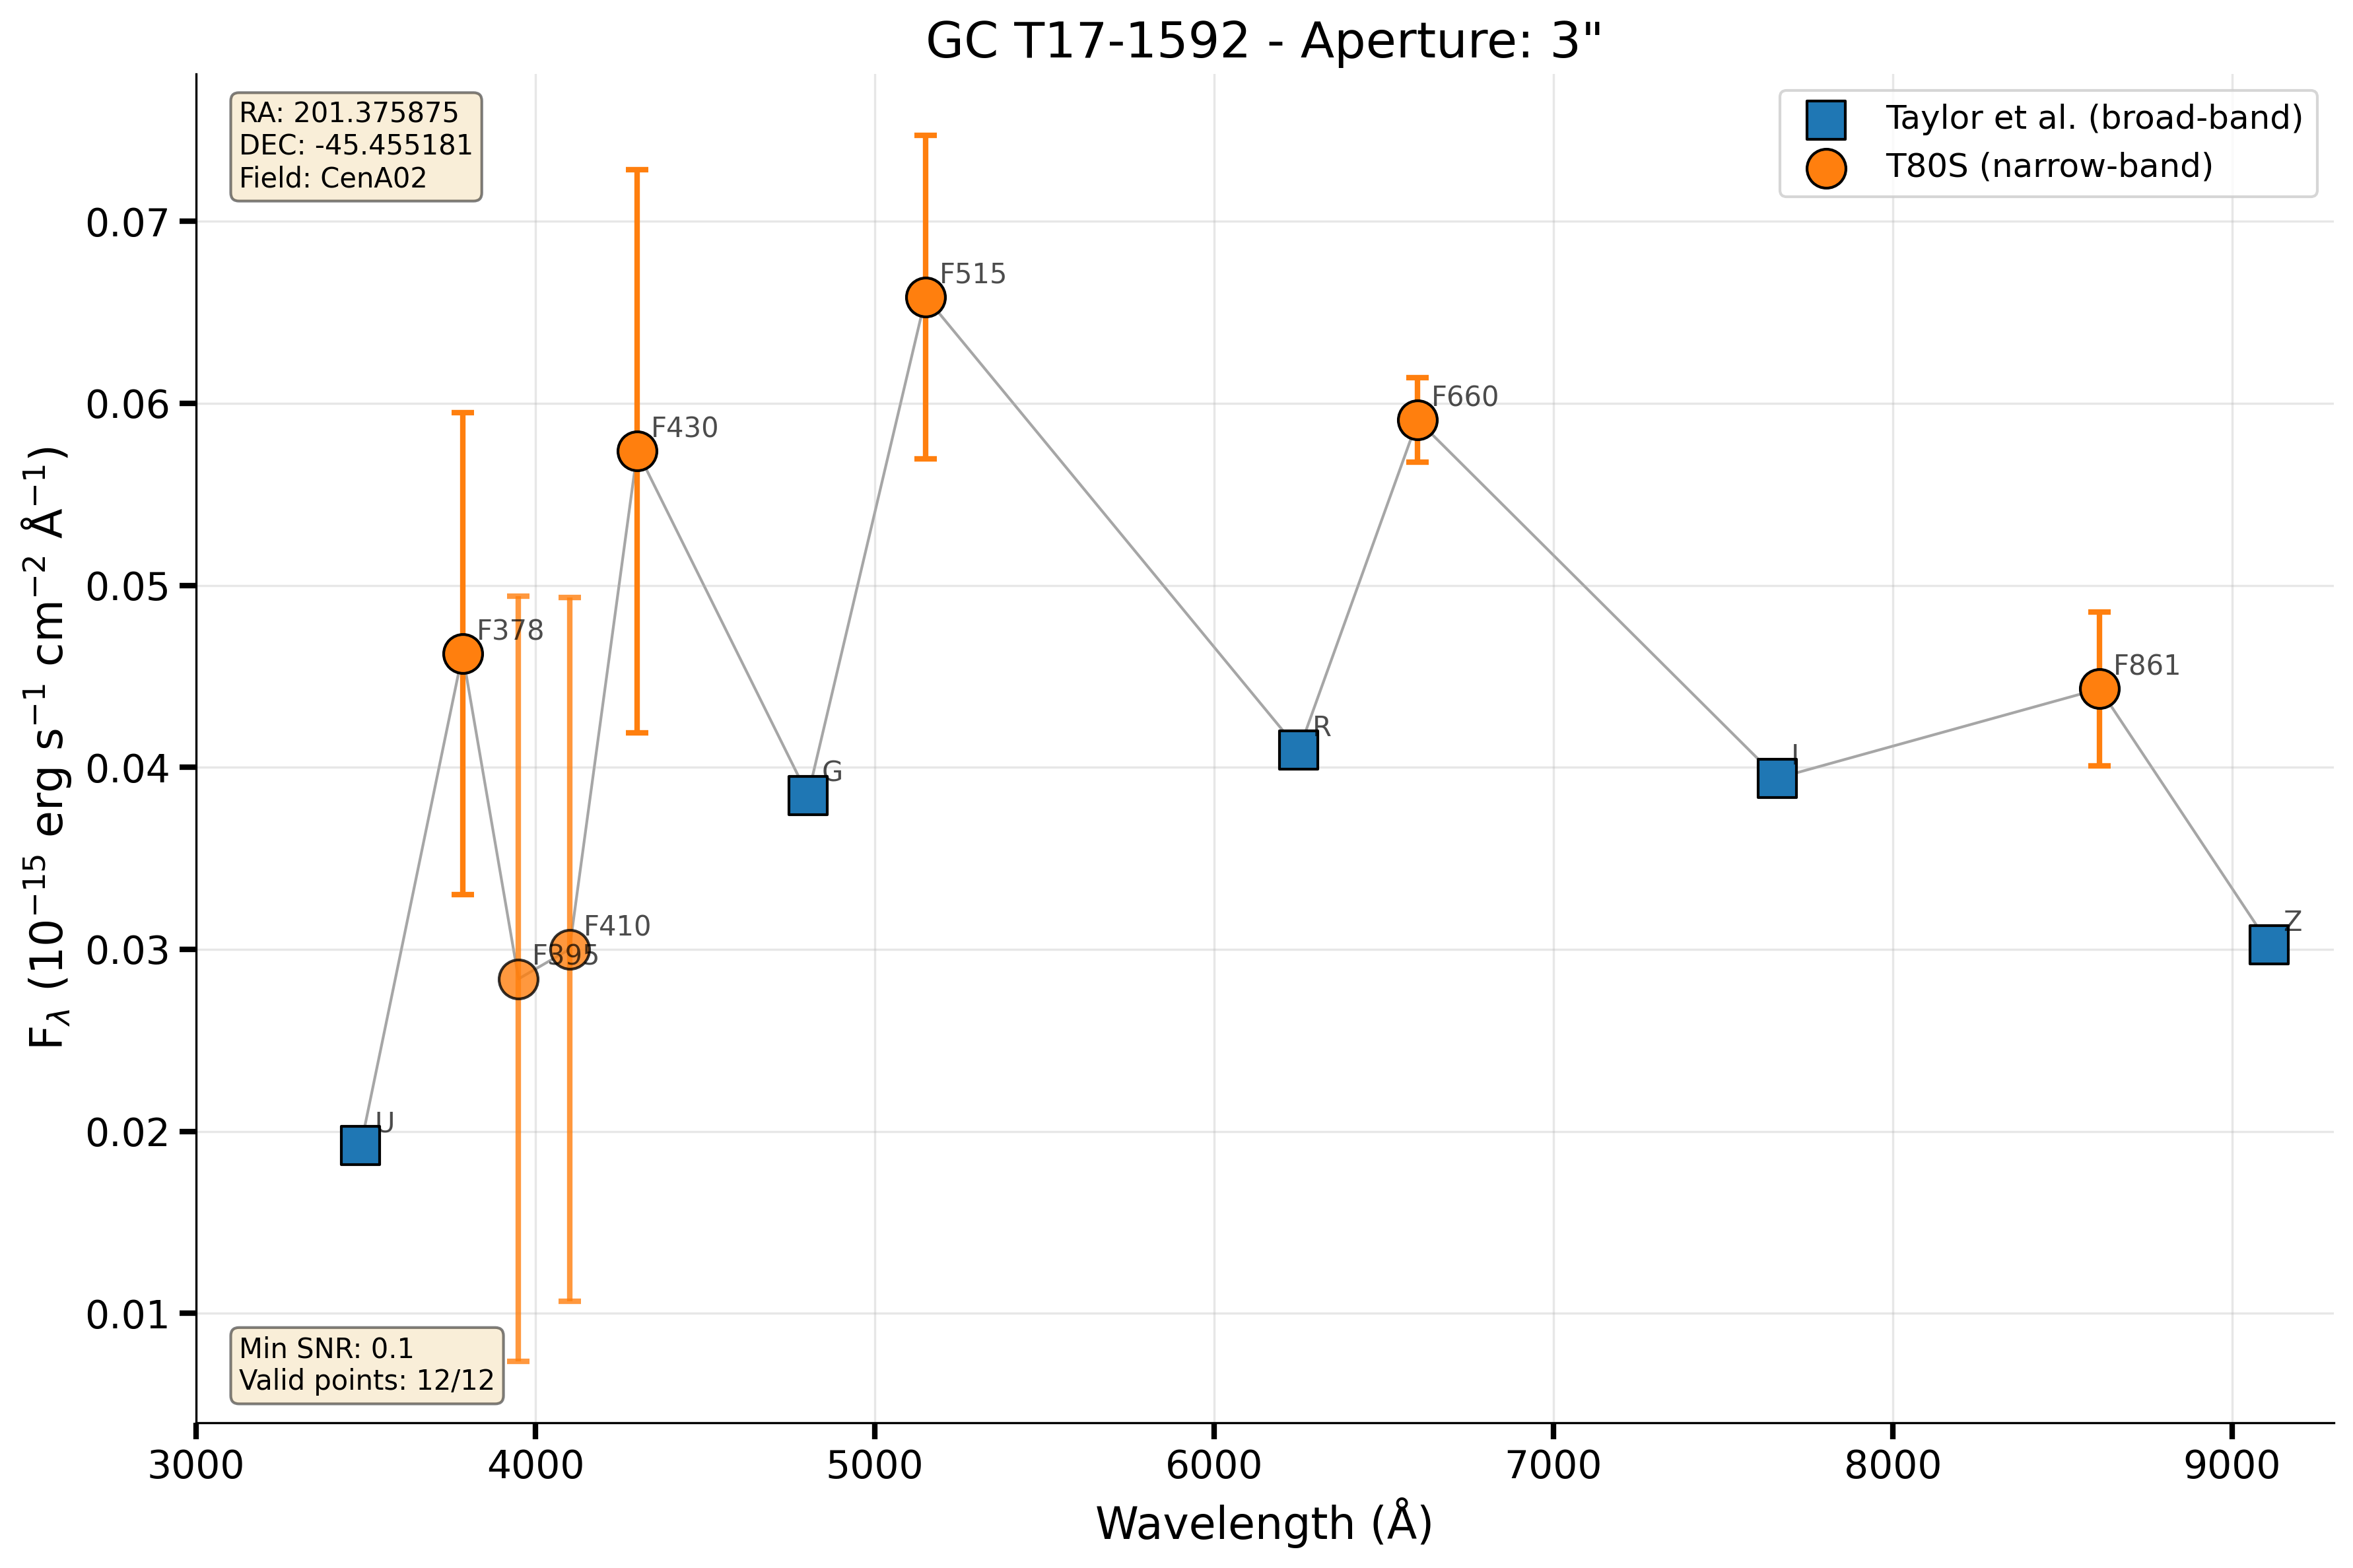 GC T17-1592 - Aperture: 3"
RA: 201.375875
DEC: -45.455181
Field: CenA02
Taylor et al. (broad-band)
T80S (narrow-band)
F515
F660
F430
F378
F861
R
I
G
F410
F395
Z
U
0.07
0.06
0.05
0.04
0.03
0.02
0.01
F$_{\lambda}$ (10$^{-15}$ erg s$^{-1}$ cm$^{-2}$ Å$^{-1}$)
Min SNR: 0.1
Valid points: 12/12
3000 4000 5000 6000 7000 8000 9000
Wavelength (Å)